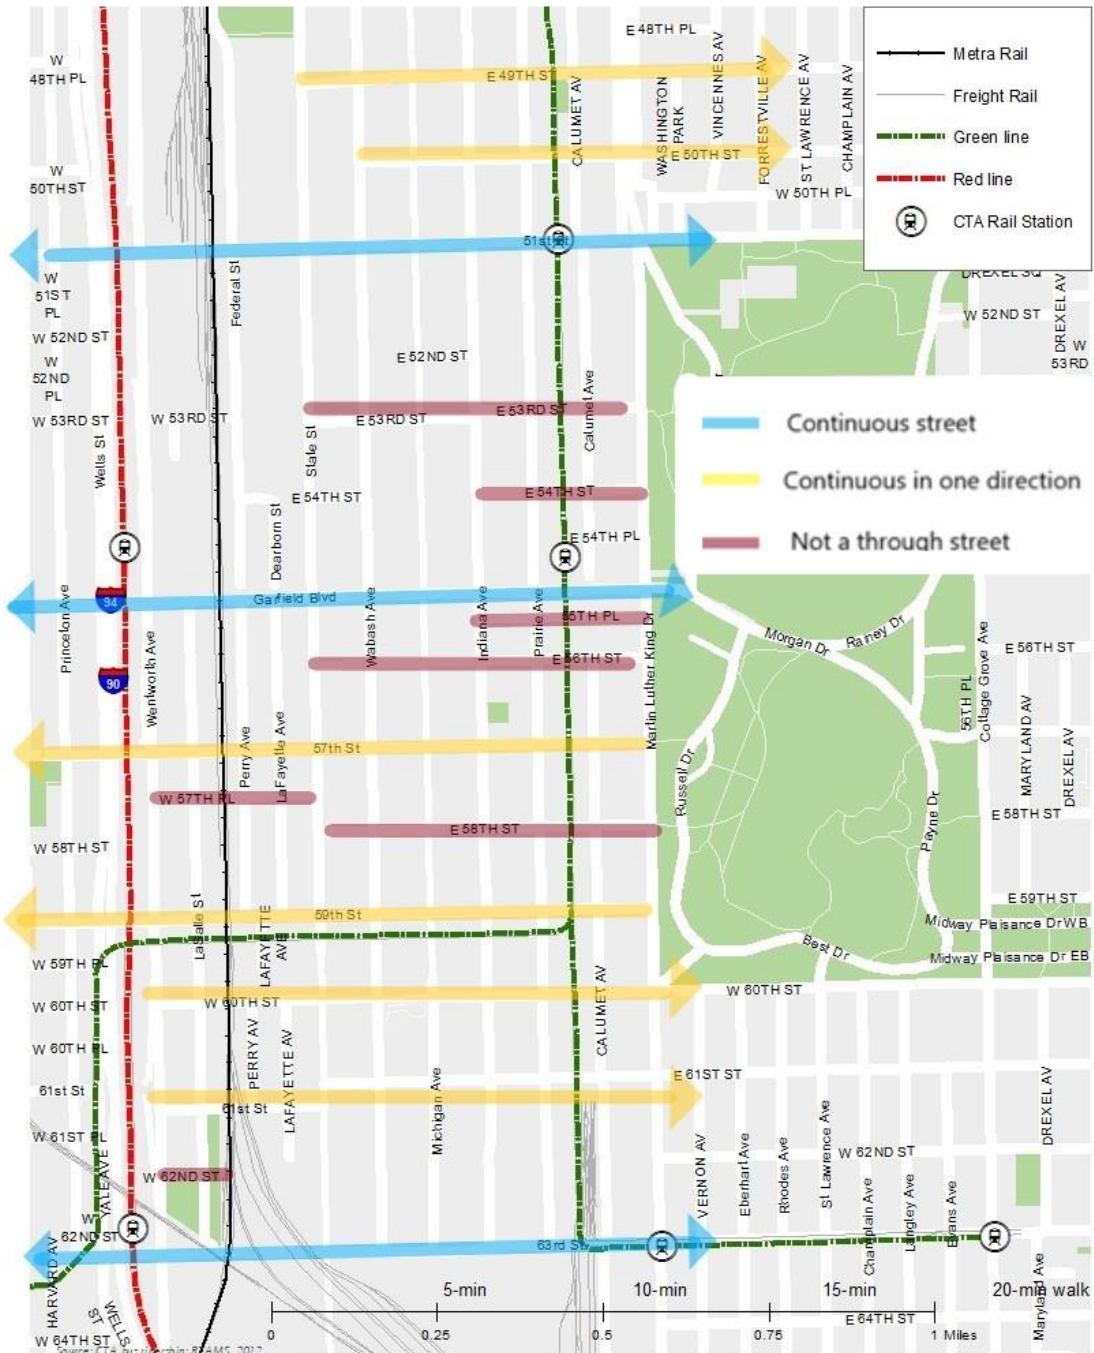 E 48TH PL
W
48TH PL
E 49TH ST
CALUMET AV
WASHINGTON
PARK
VINCENNES AV
FORRESTVILLE AV
ST LAWRENCE AV
CHAMPLAIN AV
Metra Rail
Freight Rail
Green line
Red line
CTA Rail Station
W
50TH ST
E 50TH ST
W 50TH PL
51st St
W
51ST
PL
Federal St
DREXEL SQ
DREXEL AV
W 52ND ST
W 52ND ST
W
53RD
W
52ND
PL
E 52ND ST
W 53RD ST
W 53RD ST
E 53RD ST
E 53RD ST
Calumet Ave
Continuous street
Continuous in one direction
Not a through street
Wells St
State St
E 54TH ST
E 54TH ST
Dearborn St
E 54TH PL
94
Garfield Blvd
Princeton Ave
Wentworth Ave
Wabash Ave
Indiana Ave
Prairie Ave
55TH PL
E 56TH ST
Martin Luther King Dr
Morgan Dr
Rainey Dr
Cottage Grove Ave
E 56TH ST
56TH PL
90
57th St
Perry Ave
LaFayette Ave
W 57TH PL
Russell Dr
MARYLAND AV
DREXEL AV
E 58TH ST
E 58TH ST
W 58TH ST
Payne Dr
LaSalle St
59th St
LAFAYETTE
AVE
E 59TH ST
Midway Plaisance Dr WB
Best Dr
Midway Plaisance Dr EB
W 59TH PL
W 60TH ST
W 60TH ST
W 60TH ST
CALUMET AV
W 60TH PL
PERRY AV
LAFAYETTE AV
E 61ST ST
61st St
61st St
Michigan Ave
DREXEL AV
W 61ST PL
W 62ND ST
W 62ND ST
YALE AVE
VERNON AV
Eberhart Ave
Rhodes Ave
St Lawrence Ave
Champlain Ave
Langley Ave
Evans Ave
Maryland Ave
W
62ND ST
63rd St
HARVARD AV
WELLS
ST
W 64TH ST
E 64TH ST
5-min
10-min
15-min
20-min walk
0
0.25
0.5
0.75
1 Miles